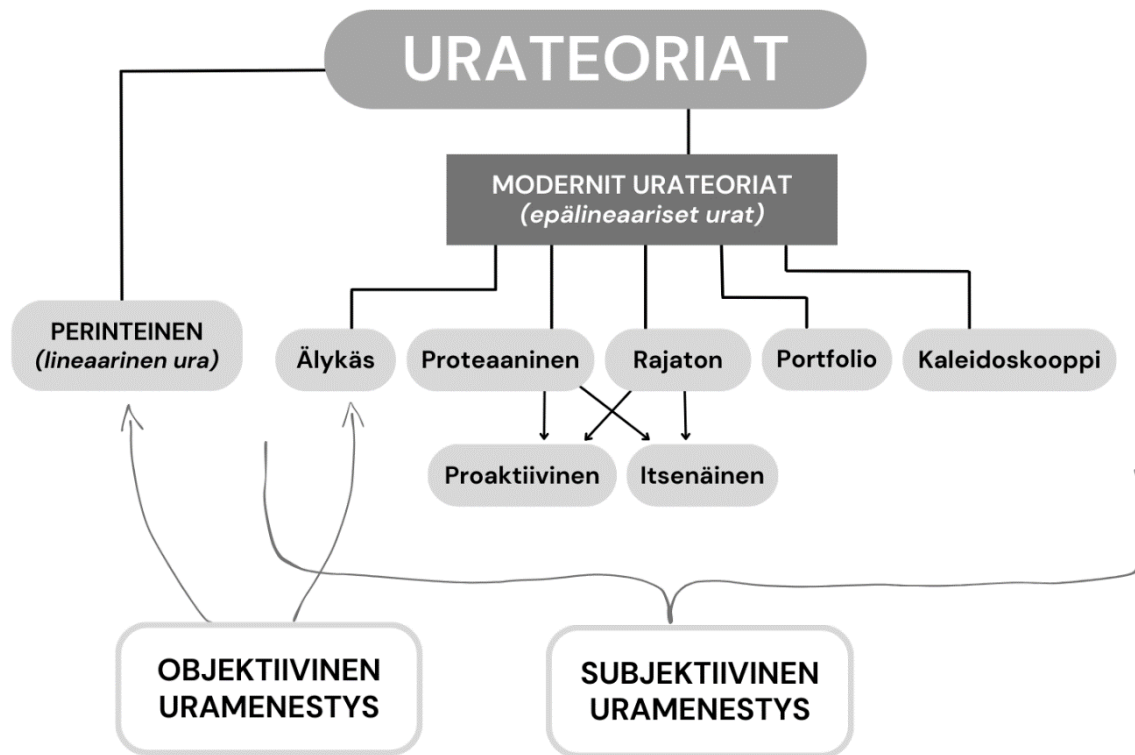 URATEORIAT
MODERNIT URATEORIAT
(epälineaariset urat)
PERINTEINEN
(lineaarinen ura)
Älykäs
Proteaaninen
Rajaton
Portfolio
Kaleidoskooppi
Proaktiivinen
Itsenäinen
OBJEKTIIVINEN
URAMENESTYS
SUBJEKTIIVINEN
URAMENESTYS